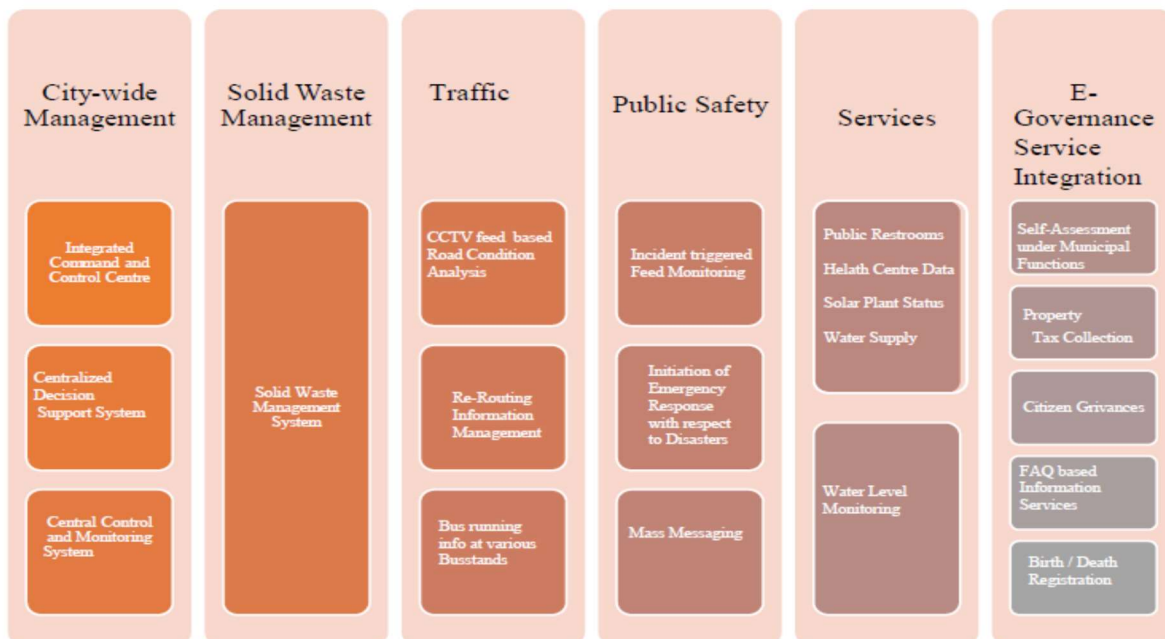 City-wide
Management
Integrated
Command and
Control Centre
Centralized
Decision
Support System
Central Control
and Monitoring
System
Solid Waste
Management
Solid Waste
Management
System
Traffic
CCTV feed based
Road Condition
Analysis
Re-Routing
Information
Management
Bus running
info at various
Busstands
Public Safety
Incident triggered
Feed Monitoring
Initiation of
Emergency
Response
with respect
to Disasters
Mass Messaging
Services
Public Restrooms
Helath Centre Data
Solar Plant Status
Water Supply
Water Level
Monitoring
E-
Governance
Service
Integration
Self-Assessment
under Municipal
Functions
Property
Tax Collection
Citizen Grivances
FAQ based
Information
Services
Birth / Death
Registration